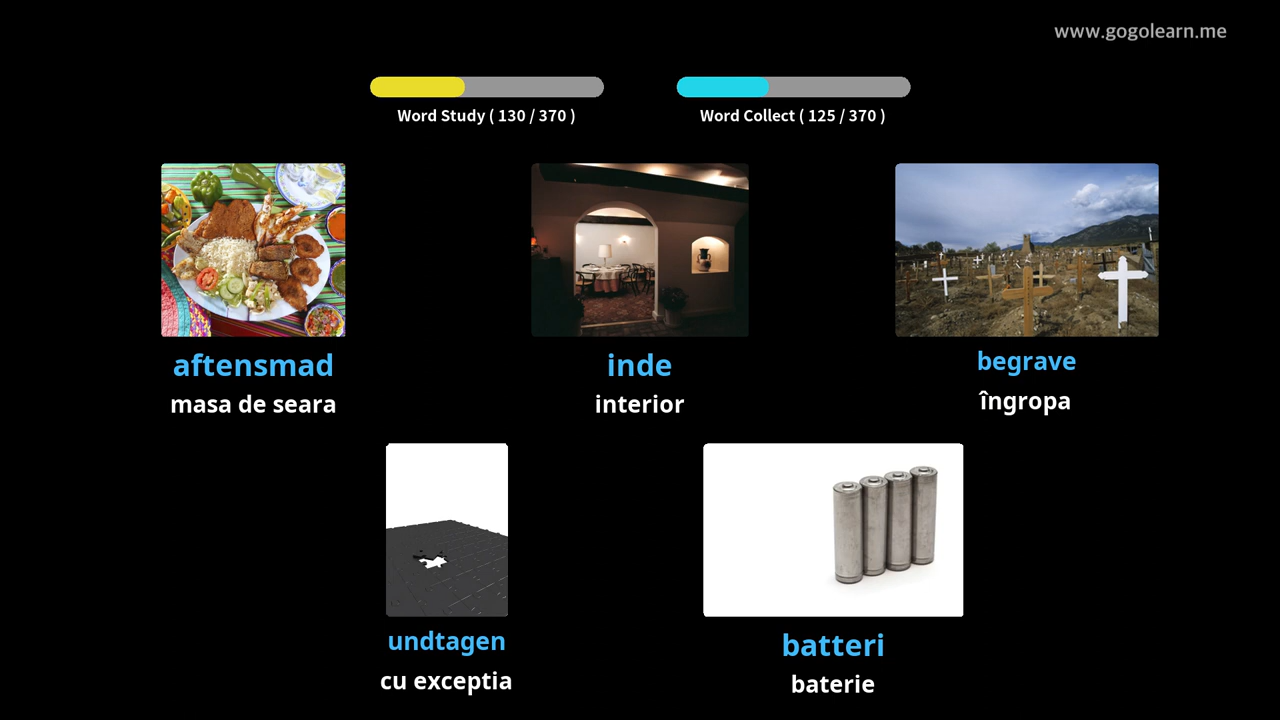 www.gogolearn.me
Word Study ( 130 / 370 )
Word Collect ( 125 / 370 )
aftensmad
masa de seara
inde
interior
begrave
îngropa
undtagen
cu exceptia
batteri
baterie